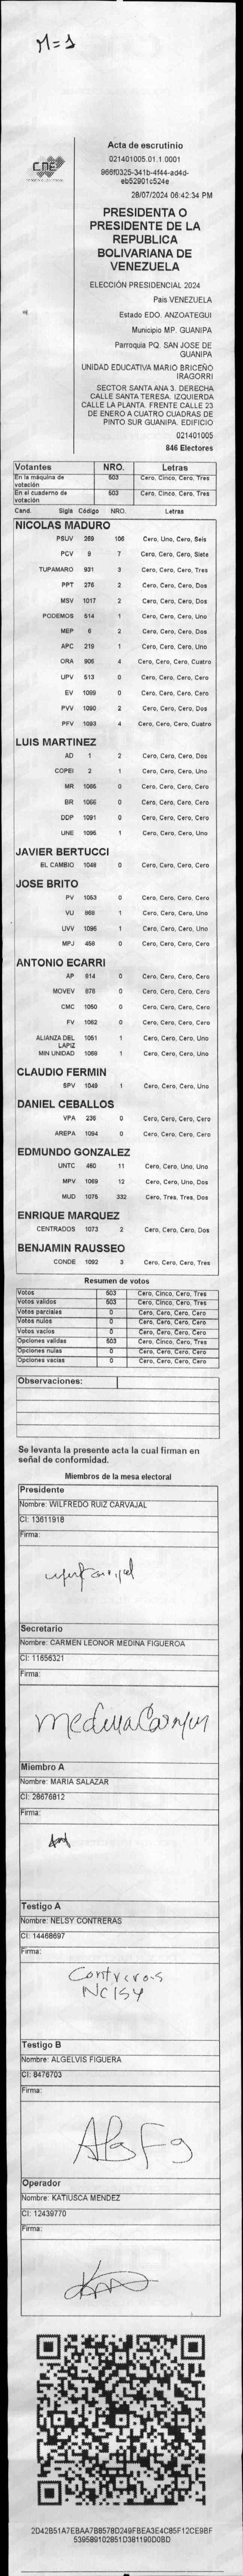 M=1
CNE
Acta de escrutinio
021401005.01.1.0001
966f0325-341b-4f44-ad4d-
eb52901c524e
28/07/2024 06:42:34 PM
PRESIDENTA O
PRESIDENTE DE LA
REPUBLICA
BOLIVARIANA DE
VENEZUELA
ELECCIÓN PRESIDENCIAL 2024
País VENEZUELA
Estado EDO. ANZOATEGUI
Municipio MP. GUANIPA
Parroquia PQ. SAN JOSE DE
GUANIPA
UNIDAD EDUCATIVA MARIO BRICEÑO
IRAGORRI
SECTOR SANTA ANA 3. DERECHA
CALLE SANTA TERESA. IZQUIERDA
CALLE LA PLANTA. FRENTE CALLE 23
DE ENERO A CUATRO CUADRAS DE
PINTO SUR GUANIPA. EDIFICIO
021401005
846 Electores
Votantes NRO. Letras
En la máquina de votación 503 Cero, Cinco, Cero, Tres
En el cuaderno de votación 503 Cero, Cinco, Cero, Tres
Cand. Sigla Código NRO. Letras
NICOLAS MADURO
PSUV 269 106 Cero, Uno, Cero, Seis
PCV 9 7 Cero, Cero, Cero, Siete
TUPAMARO 931 3 Cero, Cero, Cero, Tres
PPT 276 2 Cero, Cero, Cero, Dos
MSV 1017 2 Cero, Cero, Cero, Dos
PODEMOS 514 1 Cero, Cero, Cero, Uno
MEP 6 2 Cero, Cero, Cero, Dos
APC 219 1 Cero, Cero, Cero, Uno
ORA 906 4 Cero, Cero, Cero, Cuatro
UPV 513 0 Cero, Cero, Cero, Cero
EV 1099 0 Cero, Cero, Cero, Cero
PVV 1090 2 Cero, Cero, Cero, Dos
PFV 1093 4 Cero, Cero, Cero, Cuatro
LUIS MARTINEZ
AD 1 2 Cero, Cero, Cero, Dos
COPEI 2 1 Cero, Cero, Cero, Uno
MR 1065 0 Cero, Cero, Cero, Cero
BR 1066 0 Cero, Cero, Cero, Cero
DDP 1091 0 Cero, Cero, Cero, Cero
UNE 1095 1 Cero, Cero, Cero, Uno
JAVIER BERTUCCI
EL CAMBIO 1048 0 Cero, Cero, Cero, Cero
JOSE BRITO
PV 1053 0 Cero, Cero, Cero, Cero
VU 868 1 Cero, Cero, Cero, Uno
UVV 1096 1 Cero, Cero, Cero, Uno
MPJ 458 0 Cero, Cero, Cero, Cero
ANTONIO ECARRI
AP 914 0 Cero, Cero, Cero, Cero
MOVEV 876 0 Cero, Cero, Cero, Cero
CMC 1050 0 Cero, Cero, Cero, Cero
FV 1062 0 Cero, Cero, Cero, Cero
ALIANZA DEL LAPIZ 1051 1 Cero, Cero, Cero, Uno
MIN UNIDAD 1069 1 Cero, Cero, Cero, Uno
CLAUDIO FERMIN
SPV 1049 1 Cero, Cero, Cero, Uno
DANIEL CEBALLOS
VPA 236 0 Cero, Cero, Cero, Cero
AREPA 1094 0 Cero, Cero, Cero, Cero
EDMUNDO GONZALEZ
UNTC 460 11 Cero, Cero, Uno, Uno
MPV 1069 12 Cero, Cero, Uno, Dos
MUD 1075 332 Cero, Tres, Tres, Dos
ENRIQUE MARQUEZ
CENTRADOS 1073 2 Cero, Cero, Cero, Dos
BENJAMIN RAUSSEO
CONDE 1092 3 Cero, Cero, Cero, Tres
Resumen de votos
Votos 503 Cero, Cinco, Cero, Tres
Votos validos 503 Cero, Cinco, Cero, Tres
Votos parciales 0 Cero, Cero, Cero, Cero
Votos nulos 0 Cero, Cero, Cero, Cero
Votos vacios 0 Cero, Cero, Cero, Cero
Opciones validas 503 Cero, Cinco, Cero, Tres
Opciones nulas 0 Cero, Cero, Cero, Cero
Opciones vacias 0 Cero, Cero, Cero, Cero
Observaciones:
Se levanta la presente acta la cual firman en
señal de conformidad.
Miembros de la mesa electoral
Presidente
Nombre: WILFREDO RUIZ CARVAJAL
CI: 13611918
Firma:
Secretario
Nombre: CARMEN LEONOR MEDINA FIGUEROA
CI: 11656321
Firma:
Medina Carmen
Miembro A
Nombre: MARIA SALAZAR
CI: 28676812
Firma:
Testigo A
Nombre: NELSY CONTRERAS
CI: 14468697
Firma:
Contreras
Nelsy
Testigo B
Nombre: ALGELVIS FIGUERA
CI: 8476703
Firma:
Alg Fg
Operador
Nombre: KATIUSCA MENDEZ
CI: 12439770
Firma:
2D42B51A7EBAA7B8578D249FBEA3E4C85F12CE9BF
539589102851D381190D0BD